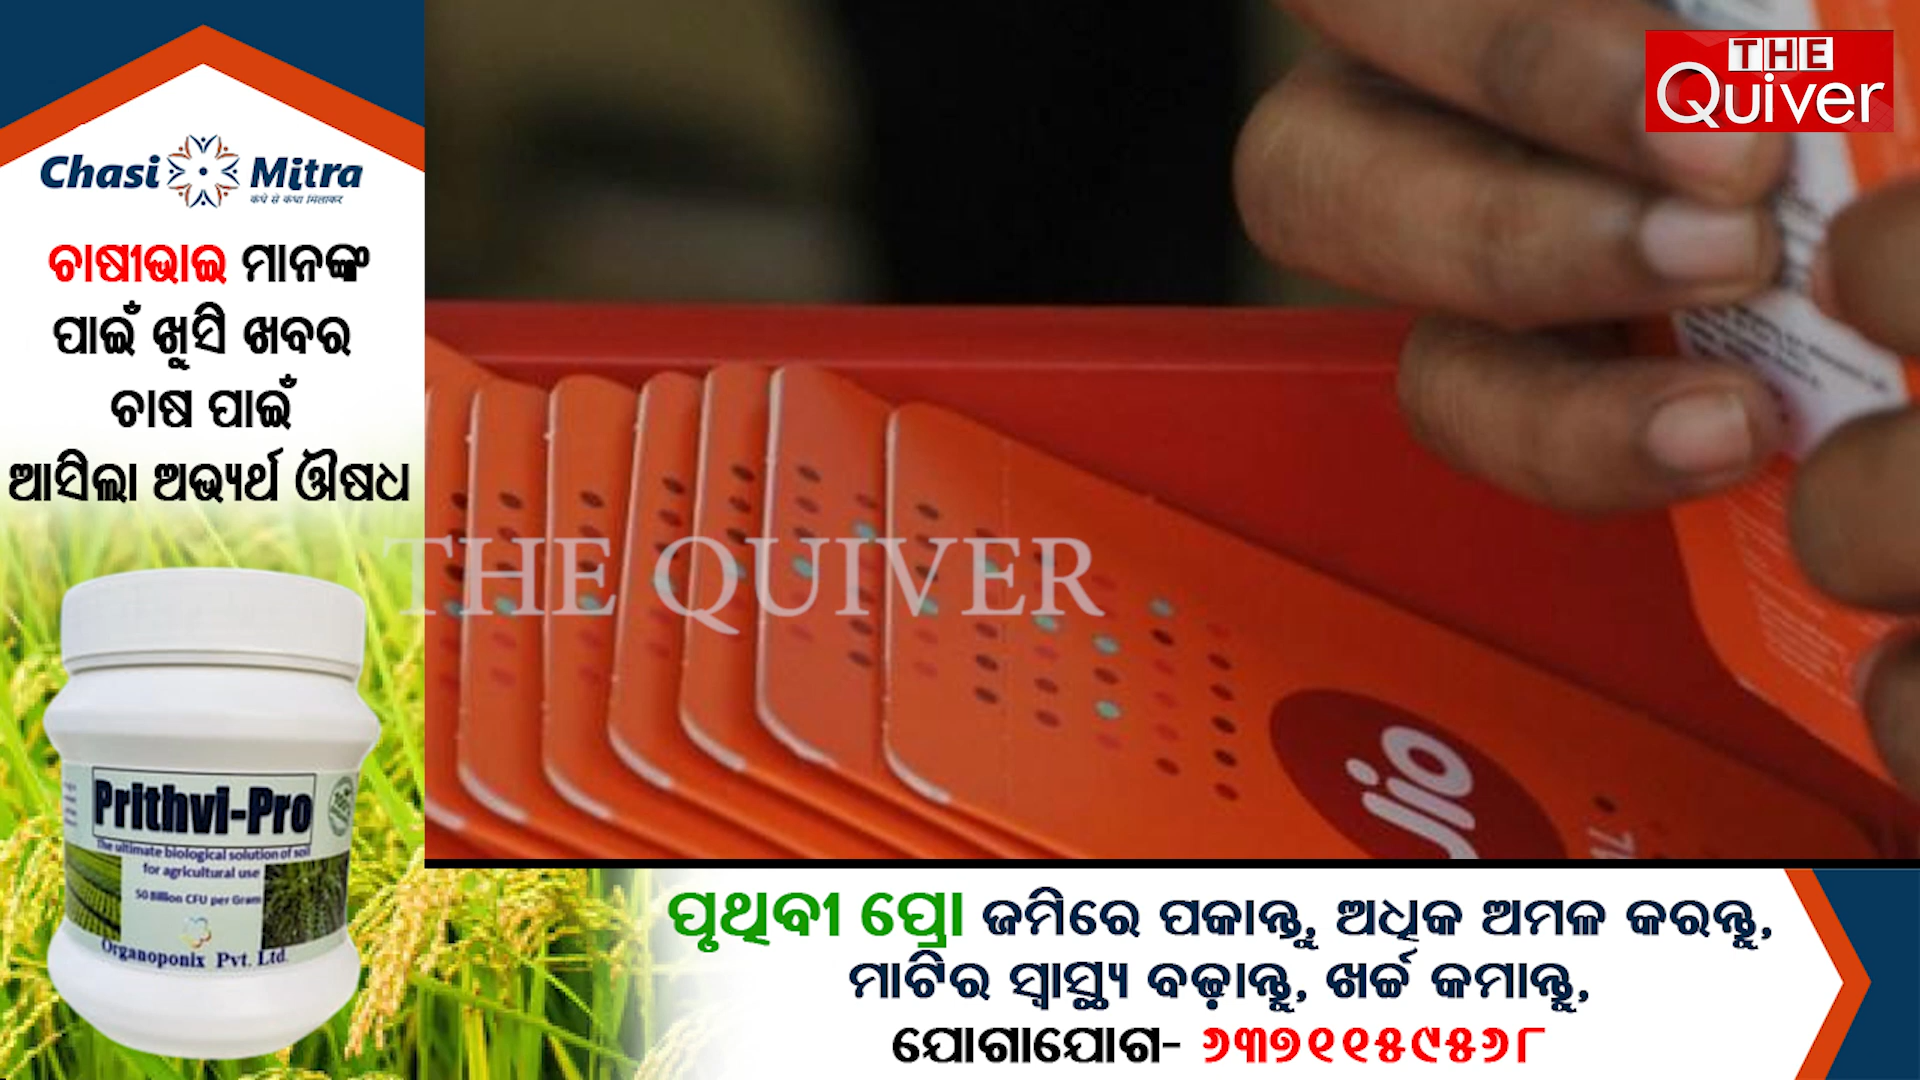 THE
Quiver
Chasi Mitra
कंधे से कंधा मिलाकर
ଚାଷୀଭାଇ ମାନଙ୍କ
ପାଇଁ ଖୁସି ଖବର
ଚାଷ ପାଇଁ
ଆସିଲା ଅଭ୍ୟର୍ଥ ଔଷଧ
THE QUIVER
Jio
Prithvi-Pro
The ultimate biological solution of soil
for agricultural use
50 Billion CFU per Gram
Organoponix Pvt. Ltd.
ପୃଥିବୀ ପ୍ରୋ ଜମିରେ ପକାନ୍ତୁ, ଅଧିକ ଅମଳ କରନ୍ତୁ,
ମାଟିର ସ୍ୱାସ୍ଥ୍ୟ ବଢ଼ାନ୍ତୁ, ଖର୍ଚ୍ଚ କମାନ୍ତୁ,
ଯୋଗାଯୋଗ- ୬୩୭୧୧୫୯୫୬୮